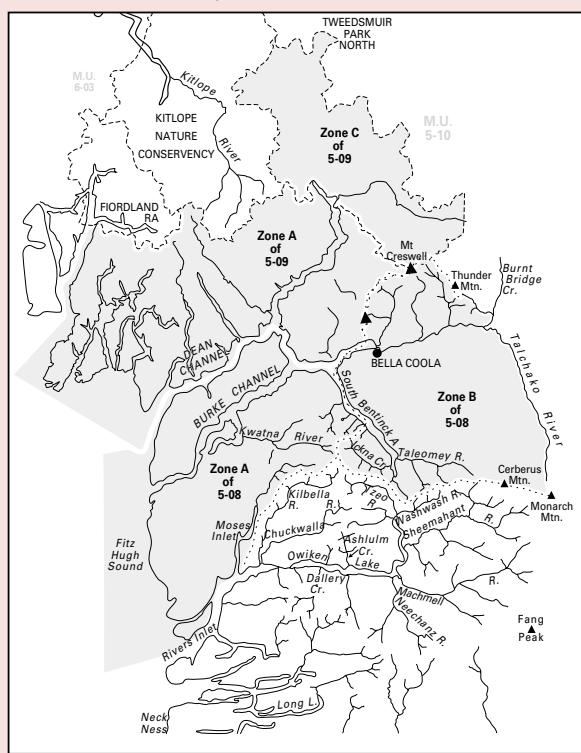 TWEEDSMUIR
PARK
NORTH
M.U.
6-03
Kitlope
River
KITLOPE
NATURE
CONSERVENCY
M.U.
5-10
Zone C
of
5-09
FIORDLAND
RA
Zone A
of
5-09
Mt
Creswell
Thunder
Mtn.
Burnt
Bridge
Cr.
Talchako
River
DEAN
CHANNEL
BELLA COOLA
BURKE CHANNEL
South Bentinck A.
Zone B
of
5-08
Kwatna River
Ickna Cr.
Taleomey R.
Zone A
of
5-08
Cerberus
Mtn.
Monarch
Mtn.
Kilbella
R.
R.
Tzeo
R.
Washwash R.
Sheemahant
R.
Moses
Inlet
Chuckwalla
Ashlulm
Cr.
Fitz
Hugh
Sound
Owiken
Lake
Dallery
Cr.
Machmell
R.
Neechanz R.
Fang
Peak
Rivers Inlet
Long L.
Neck
Ness